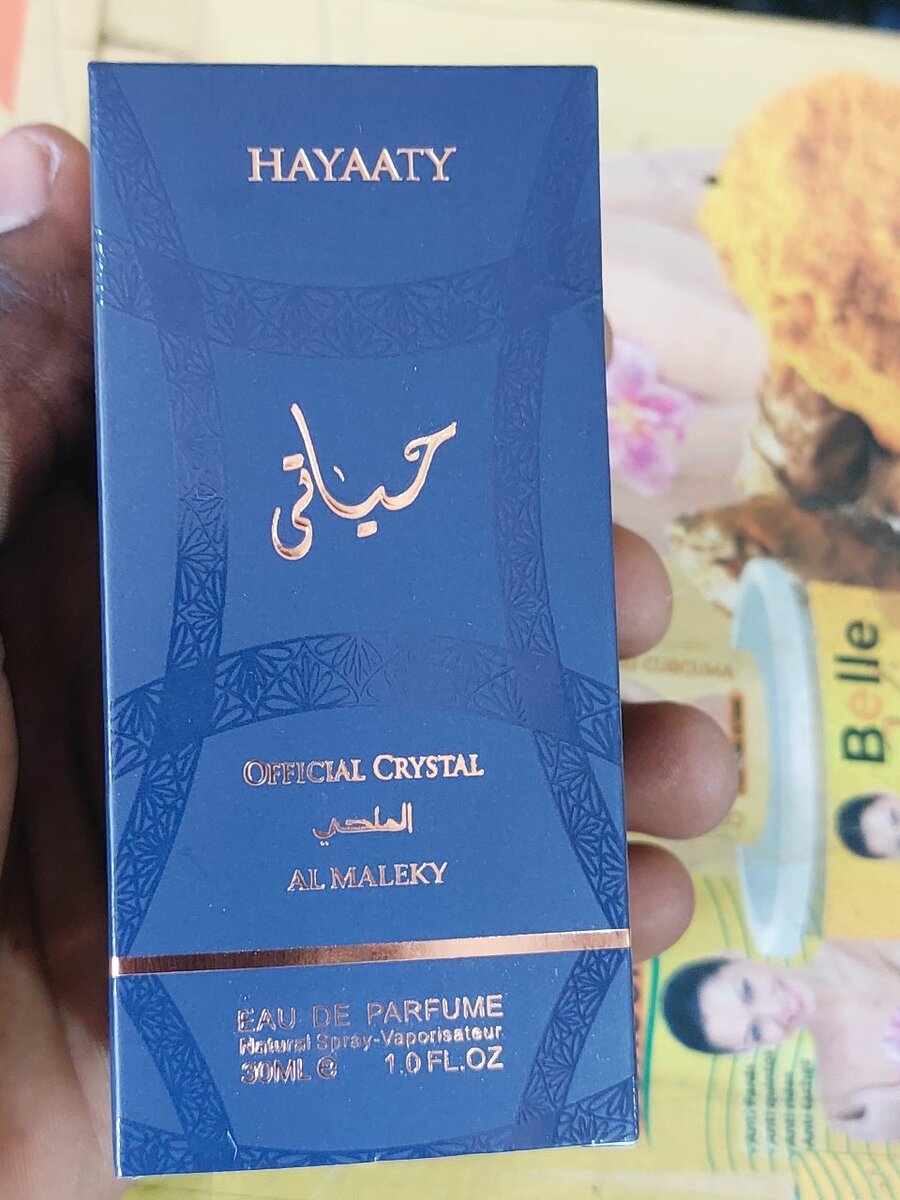 HAYAATY
حياتي
OFFICIAL CRYSTAL
الملكي
AL MALEKY
EAU DE PARFUME
Natural Spray-Vaporisateur
30ML e 1.0 FL.OZ
CURCUMA
Belle